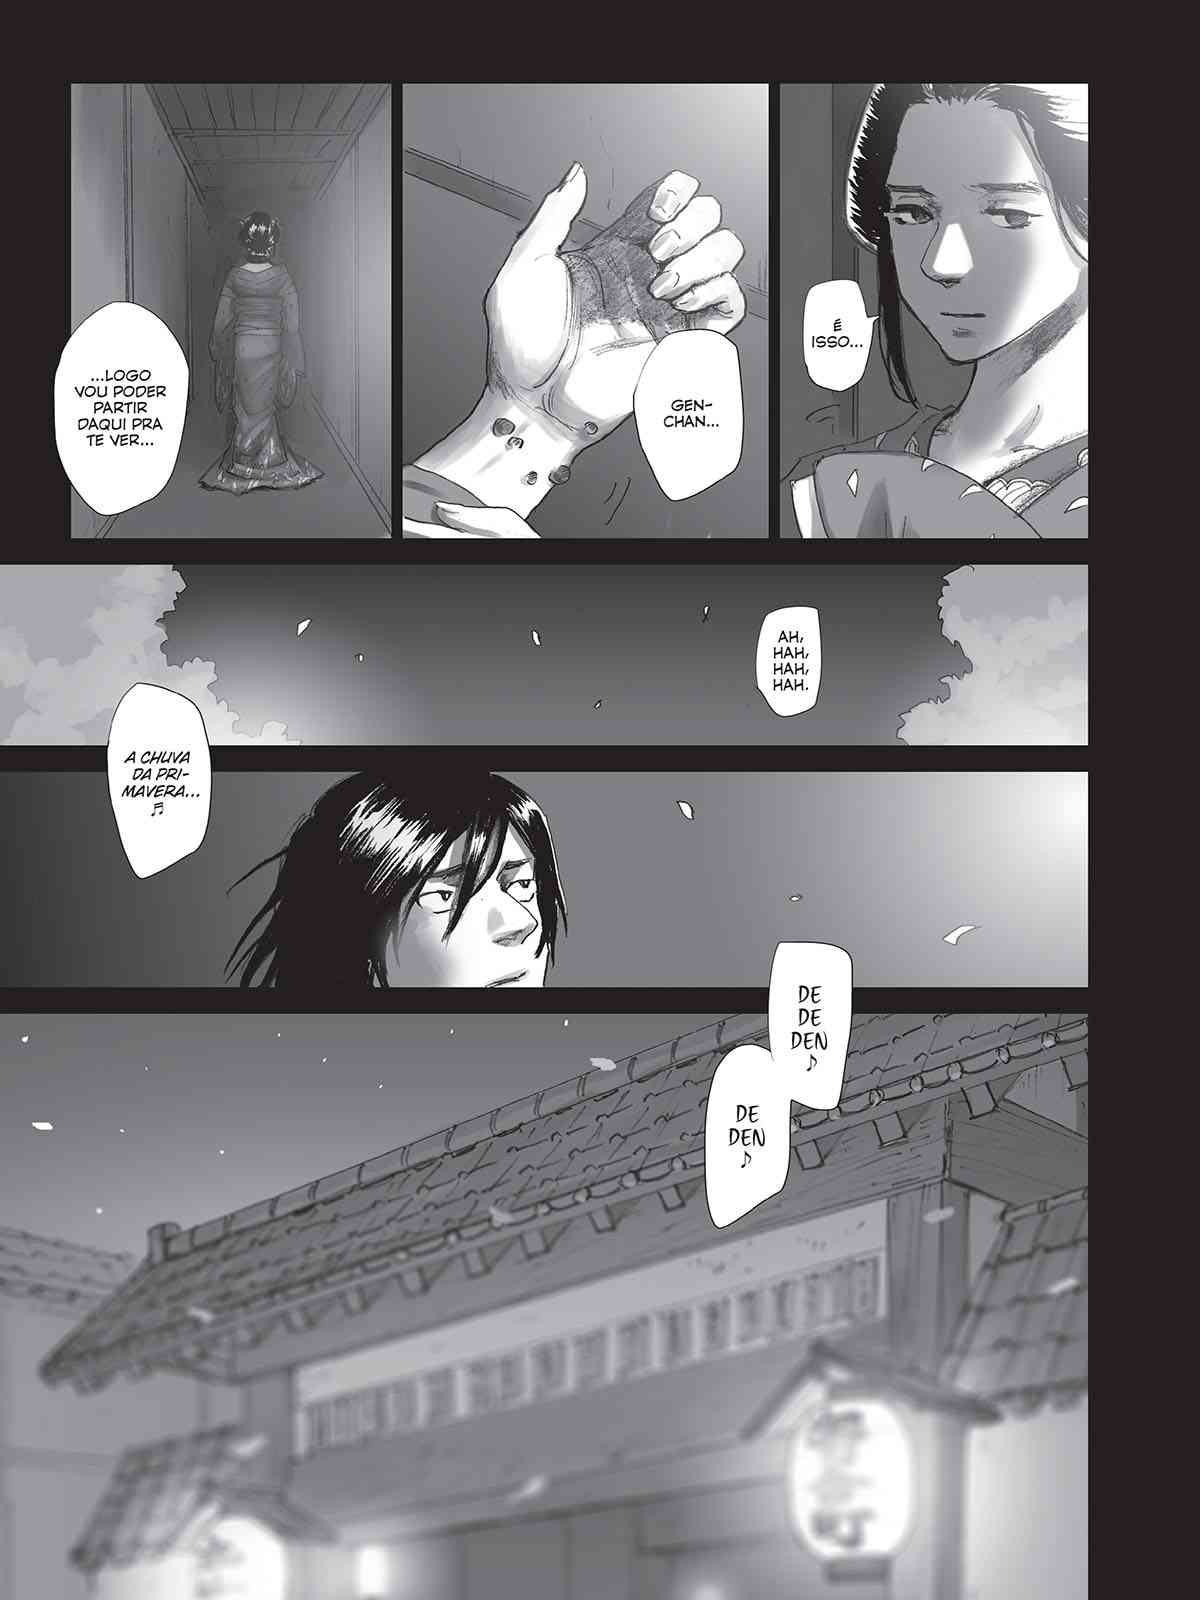 É
ISSO...
GEN-
CHAN...
...LOGO
VOU PODER
PARTIR
DAQUI PRA
TE VER...
AH,
HAH,
HAH,
HAH.
A CHUVA
DA PRI-
MAVERA...
♬
DE
DE
DEN
♪
DE
DEN
♪